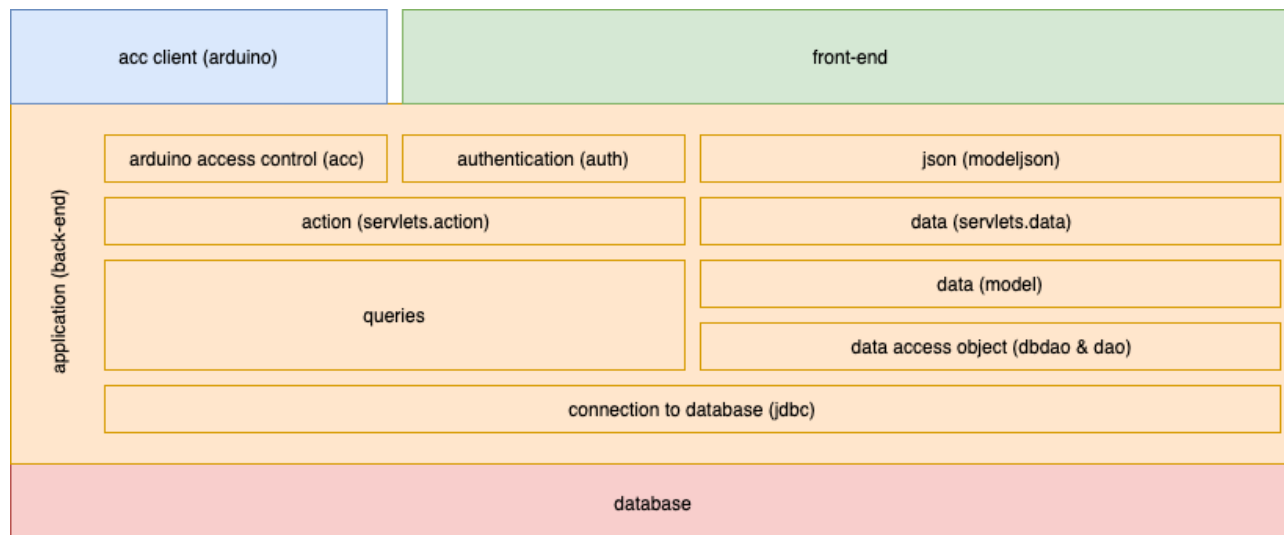 acc client (arduino)
front-end
application (back-end)
arduino access control (acc)
authentication (auth)
json (modeljson)
action (servlets.action)
data (servlets.data)
queries
data (model)
data access object (dbdao & dao)
connection to database (jdbc)
database